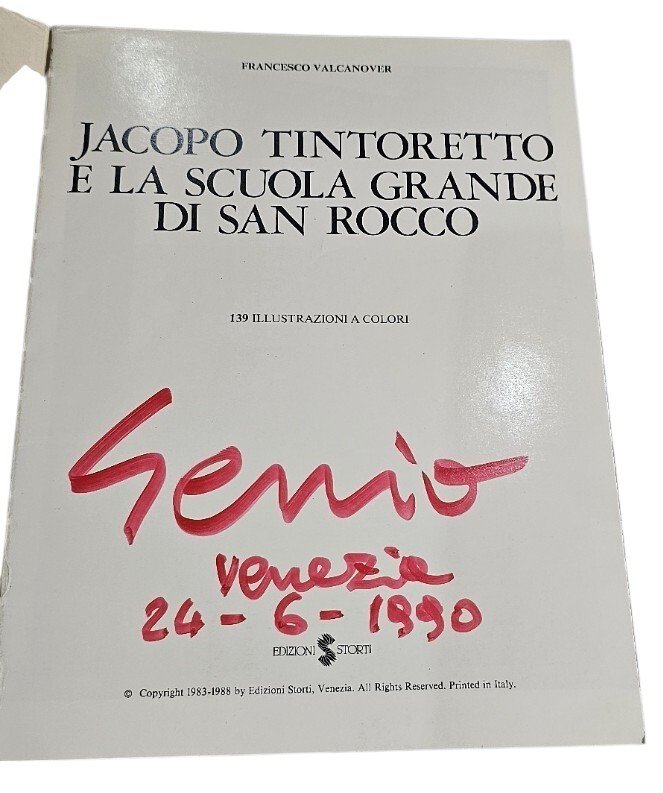 FRANCESCO VALCANOVER
JACOPO TINTORETTO
E LA SCUOLA GRANDE
DI SAN ROCCO
139 ILLUSTRAZIONI A COLORI
venezia
24 - 6 - 1990
EDIZIONI STORTI
© Copyright 1983-1988 by Edizioni Storti, Venezia. All Rights Reserved. Printed in Italy.